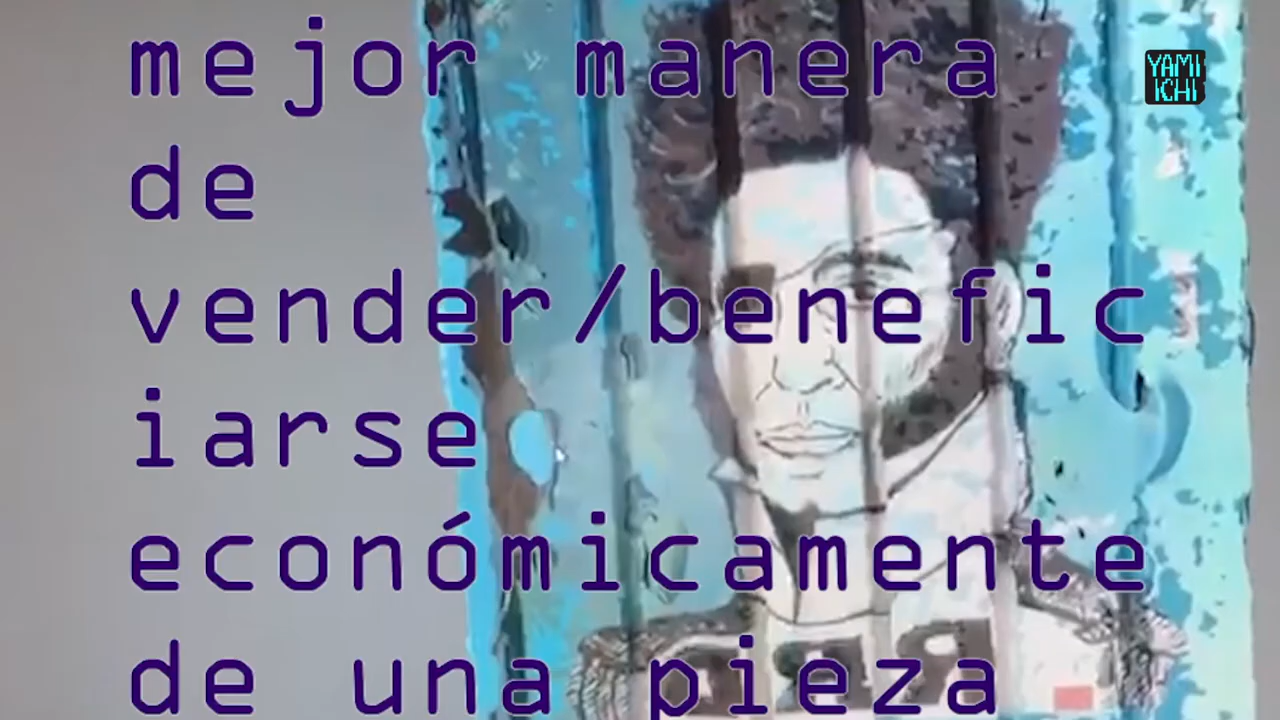 mejor manera
YAMI
ICHI
de
vender/benefic
iarse
económicamente
de una pieza